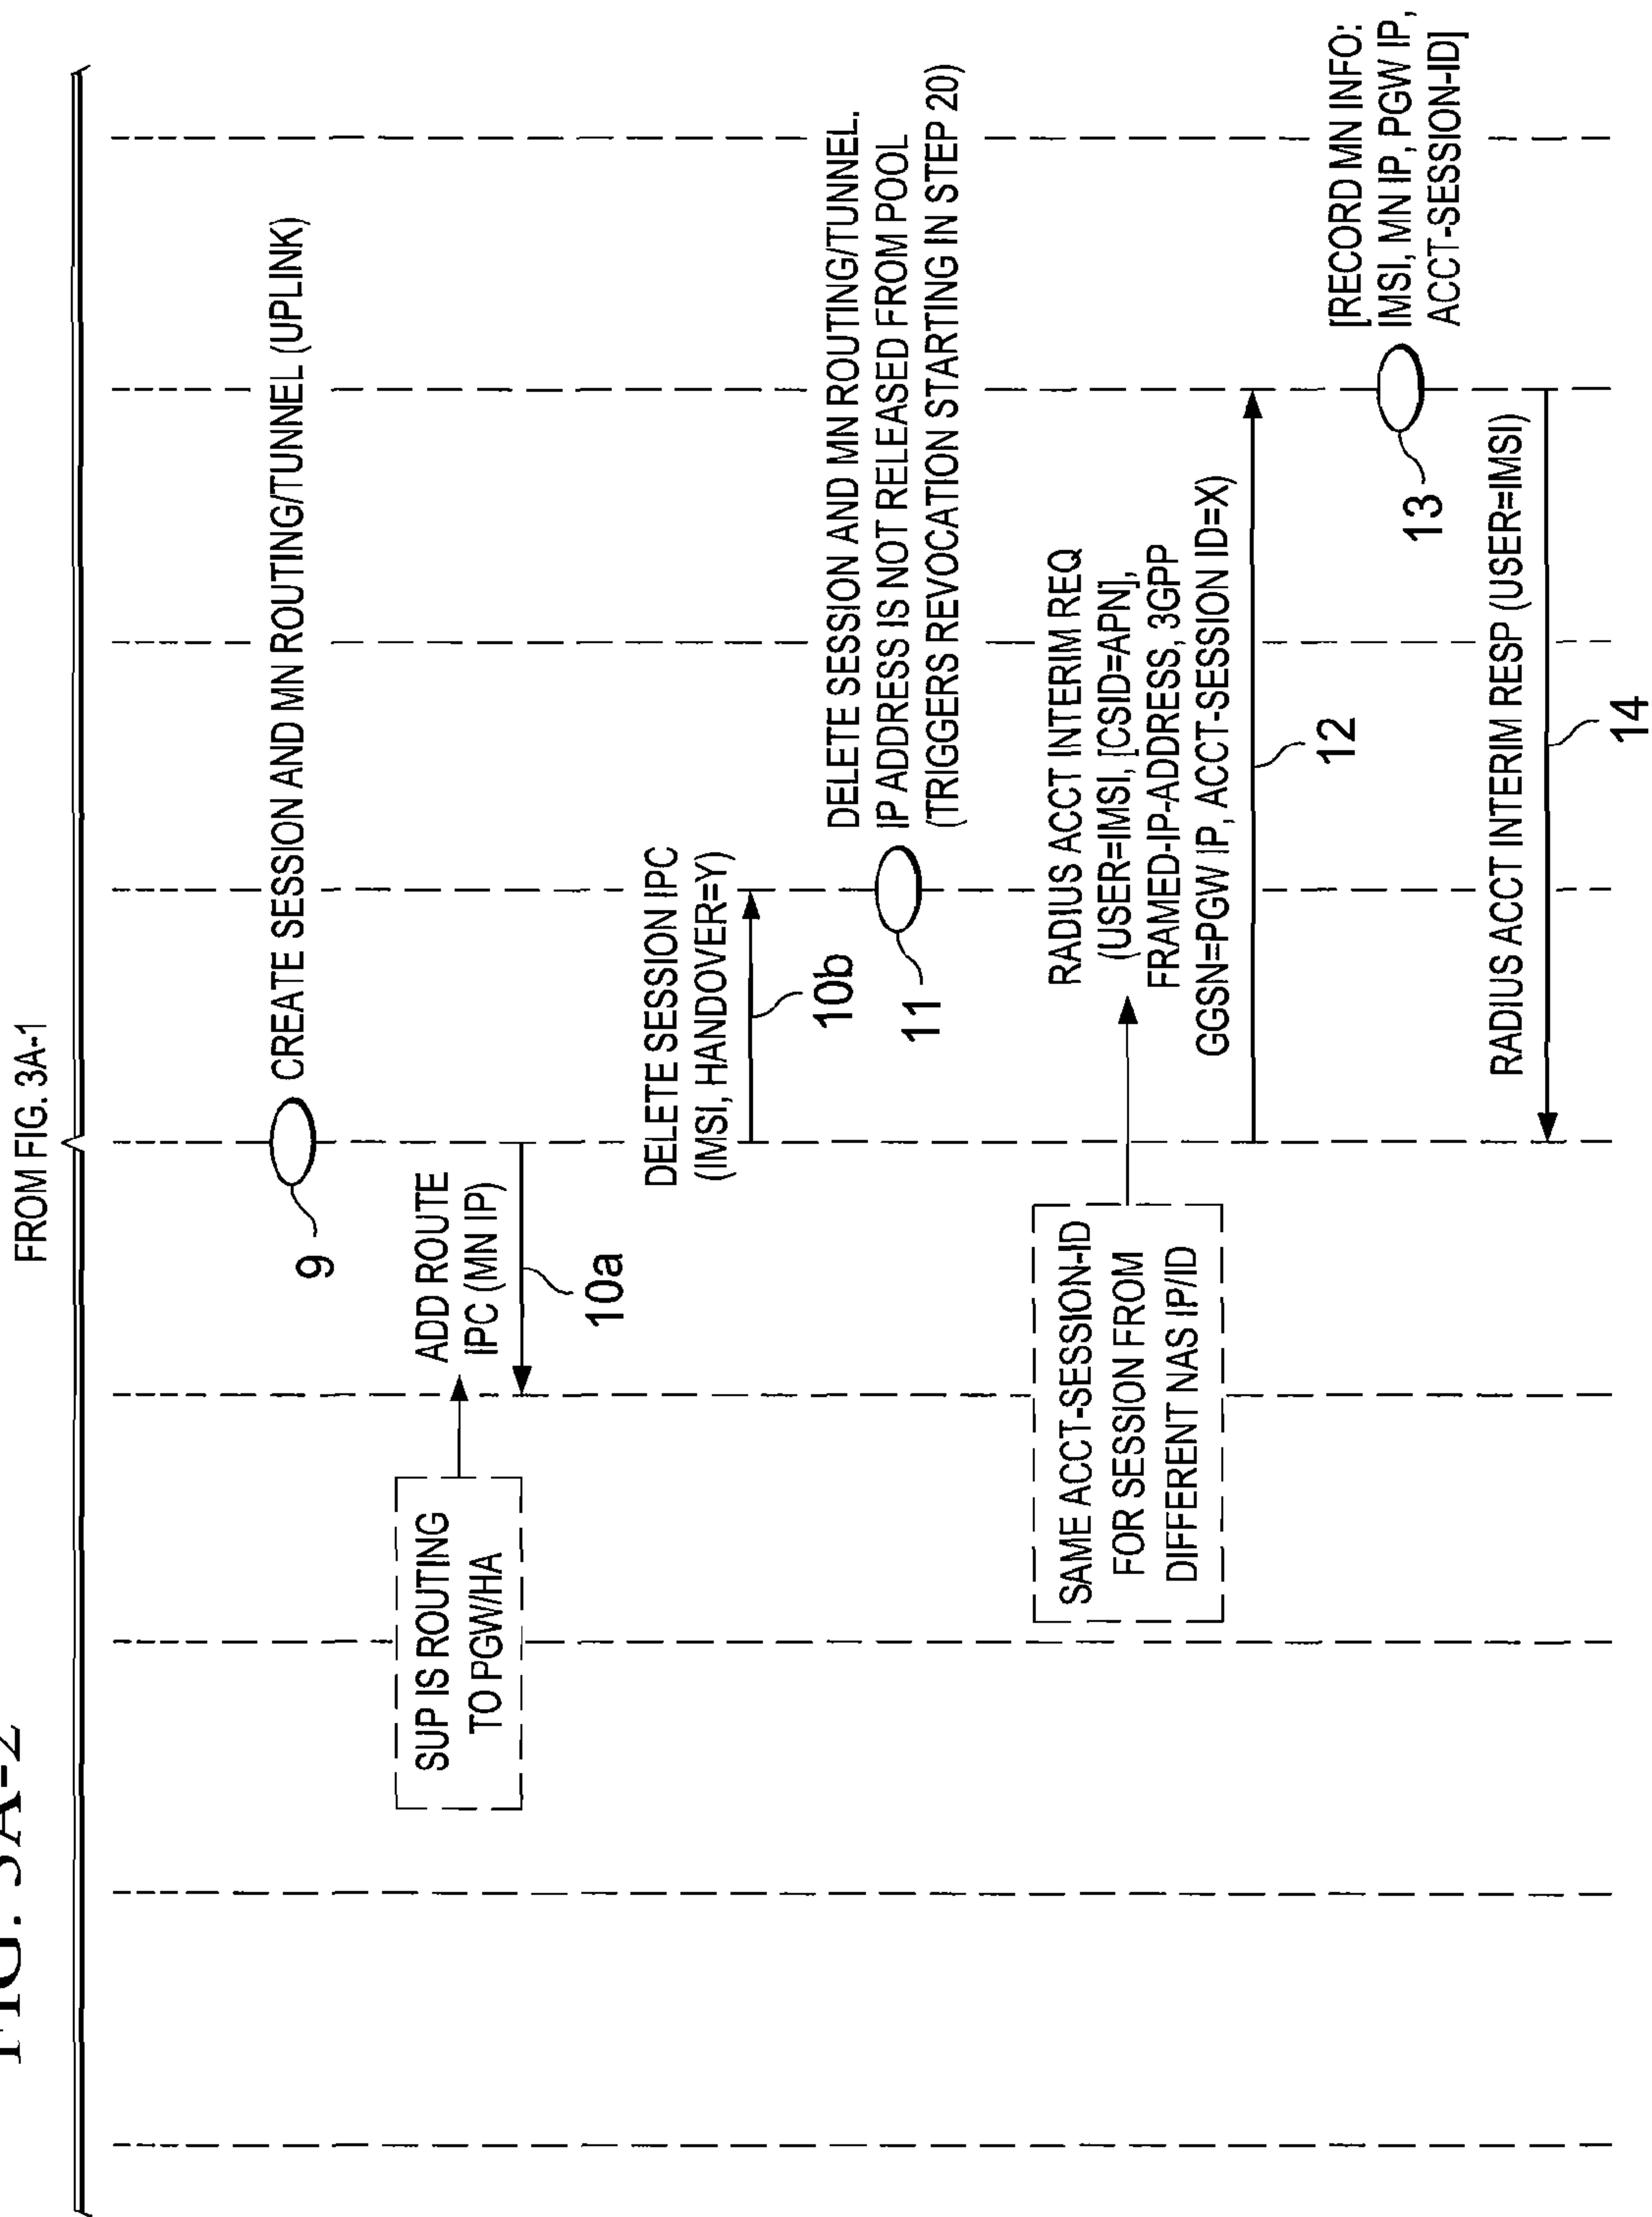 FIG. 3A-2
FROM FIG. 3A-1
9
CREATE SESSION AND MN ROUTING/TUNNEL (UPLINK)
SUP IS ROUTING
TO PGW/HA
ADD ROUTE
IPC (MN IP)
10a
DELETE SESSION IPC
(IMSI, HANDOVER=Y)
10b
DELETE SESSION AND MN ROUTING/TUNNEL.
IP ADDRESS IS NOT RELEASED FROM POOL
(TRIGGERS REVOCATION STARTING IN STEP 20)
11
SAME ACCT-SESSION-ID
FOR SESSION FROM
DIFFERENT NAS IP/ID
RADIUS ACCT INTERIM REQ
(USER=IMSI, [CSID=APN],
FRAMED-IP-ADDRESS, 3GPP
GGSN=PGW IP, ACCT-SESSION ID=X)
12
[RECORD MN INFO:
IMSI, MN IP, PGW IP,
ACCT-SESSION-ID]
13
RADIUS ACCT INTERIM RESP (USER=IMSI)
14